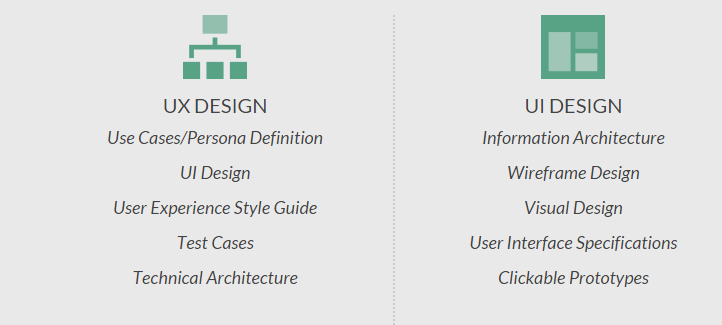 UX DESIGN
Use Cases/Persona Definition
UI Design
User Experience Style Guide
Test Cases
Technical Architecture
UI DESIGN
Information Architecture
Wireframe Design
Visual Design
User Interface Specifications
Clickable Prototypes